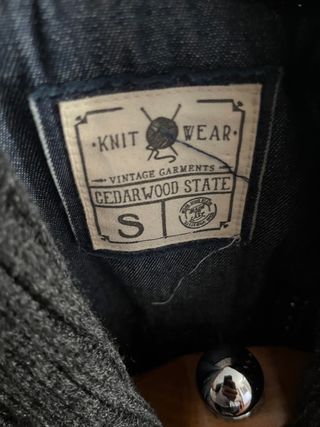 · KNIT WEAR ·
VINTAGE GARMENTS
CEDARWOOD STATE
S